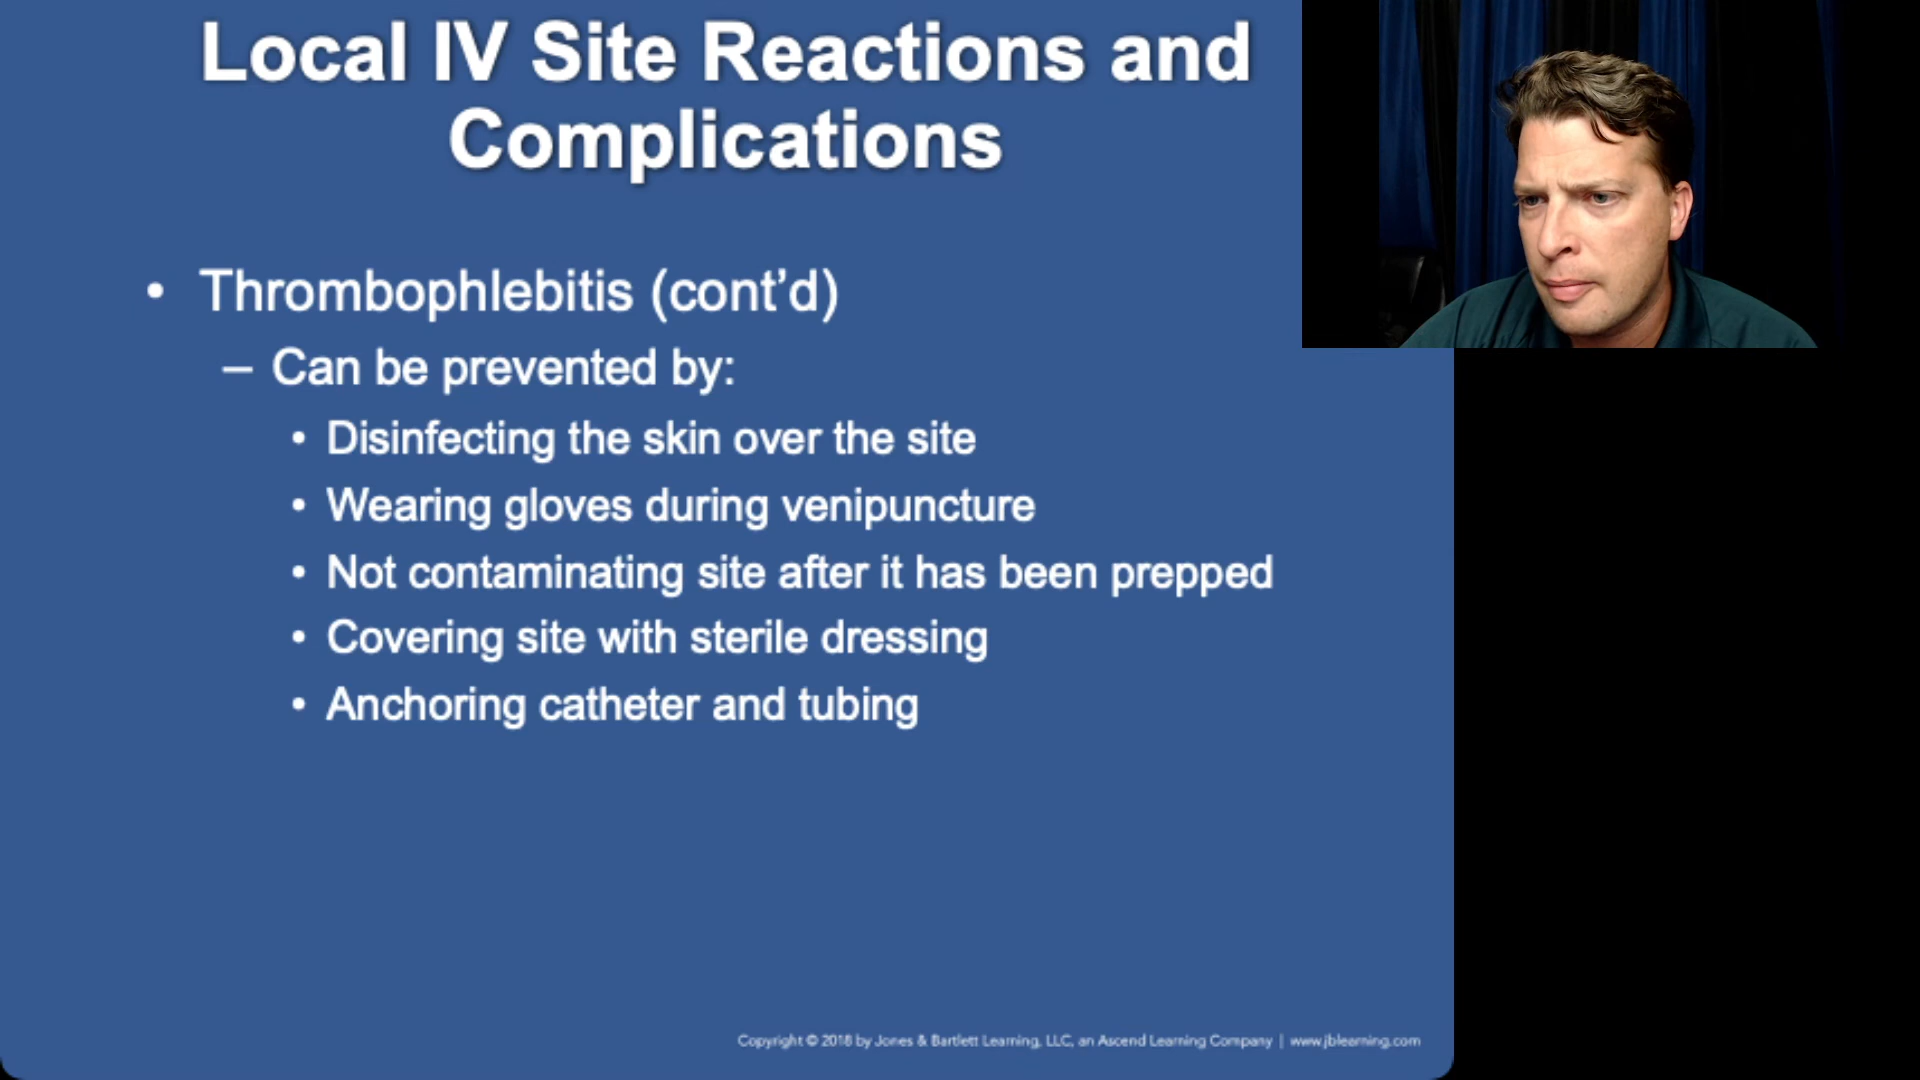 Local IV Site Reactions and
Complications
• Thrombophlebitis (cont’d)
– Can be prevented by:
• Disinfecting the skin over the site
• Wearing gloves during venipuncture
• Not contaminating site after it has been prepped
• Covering site with sterile dressing
• Anchoring catheter and tubing
Copyright © 2018 by Jones & Bartlett Learning, LLC, an Ascend Learning Company | www.jblearning.com